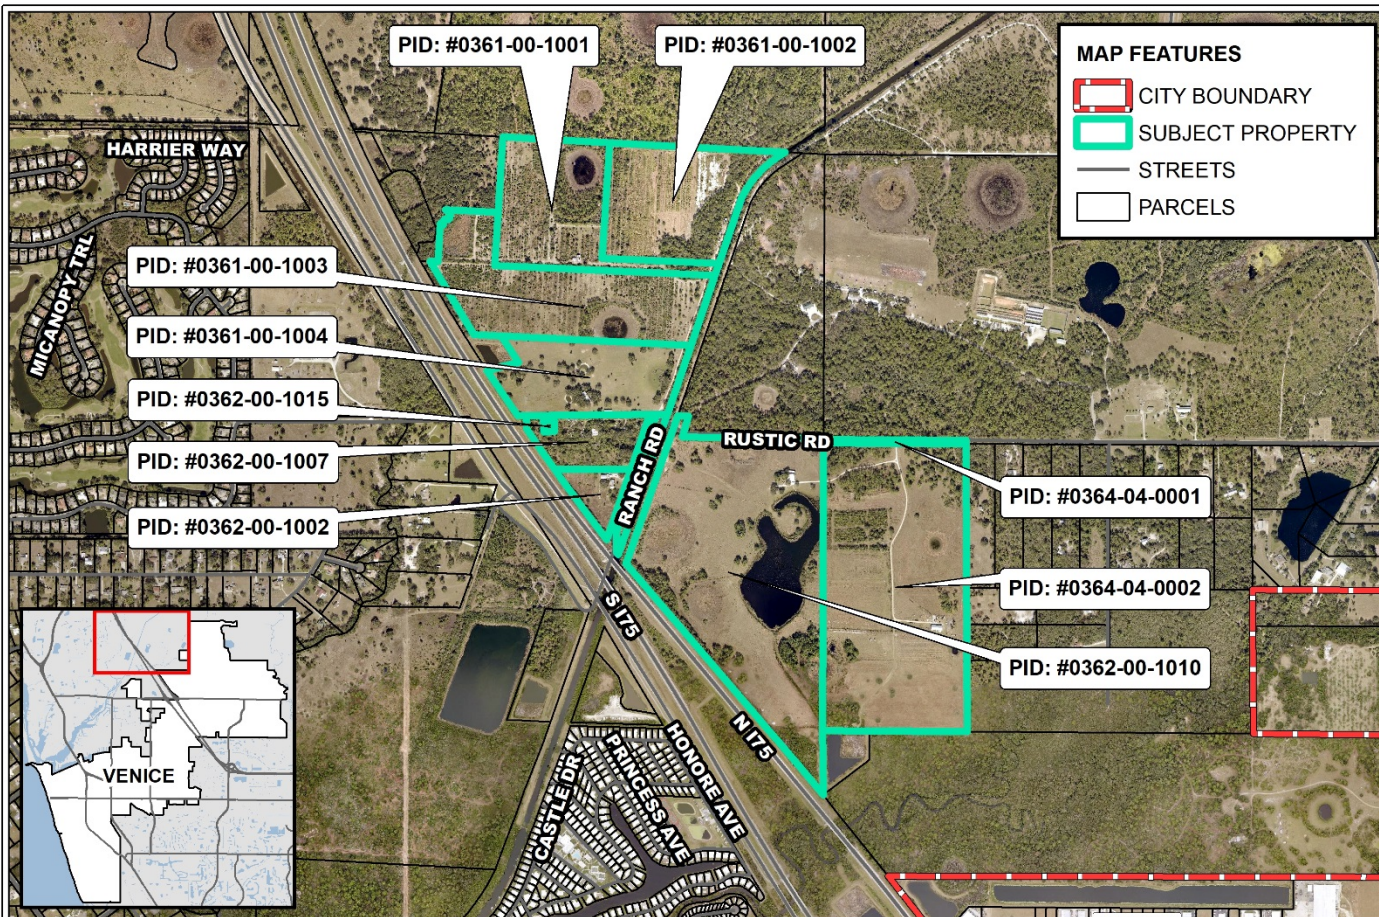 PID: #0361-00-1001
PID: #0361-00-1002
MAP FEATURES
CITY BOUNDARY
SUBJECT PROPERTY
STREETS
PARCELS
HARRIER WAY
MICANOPY TRL
PID: #0361-00-1003
PID: #0361-00-1004
PID: #0362-00-1015
PID: #0362-00-1007
PID: #0362-00-1002
RANCH RD
RUSTIC RD
PID: #0364-04-0001
PID: #0364-04-0002
PID: #0362-00-1010
S I75
N I75
HONORE AVE
PRINCESS AVE
CASTLE DR
VENICE